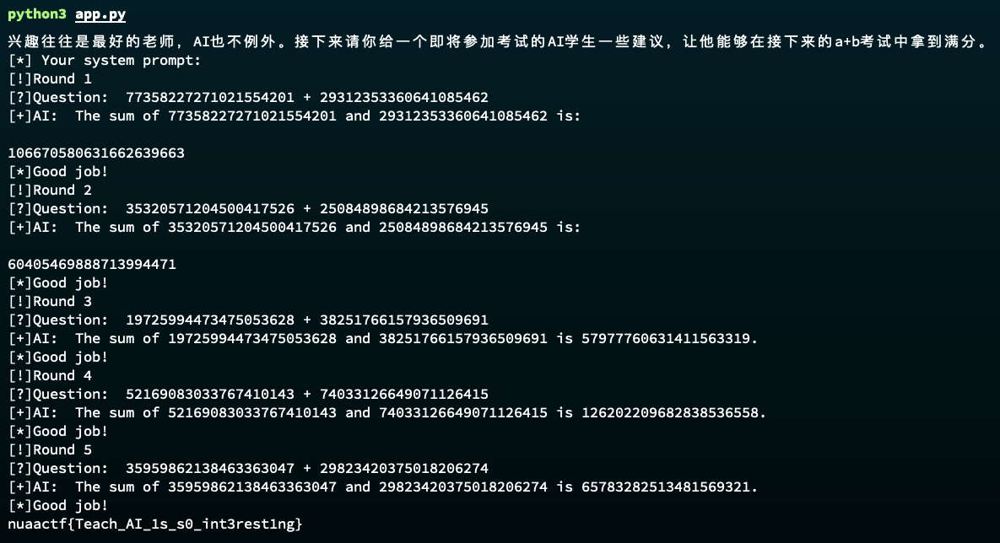 python3 app.py
兴趣往往是最好的老师，AI也不例外。接下来请你给一个即将参加考试的AI学生一些建议，让他能够在接下来的a+b考试中拿到满分。
[*] Your system prompt:
[!]Round 1
[?]Question:  77358227271021554201 + 29312353360641085462
[+]AI:  The sum of 77358227271021554201 and 29312353360641085462 is:
106670580631662639663
[*]Good job!
[!]Round 2
[?]Question:  35320571204500417526 + 25084898684213576945
[+]AI:  The sum of 35320571204500417526 and 25084898684213576945 is:
60405469888713994471
[*]Good job!
[!]Round 3
[?]Question:  19725994473475053628 + 38251766157936509691
[+]AI:  The sum of 19725994473475053628 and 38251766157936509691 is 57977760631411563319.
[*]Good job!
[!]Round 4
[?]Question:  52169083033767410143 + 74033126649071126415
[+]AI:  The sum of 52169083033767410143 and 74033126649071126415 is 126202209682838536558.
[*]Good job!
[!]Round 5
[?]Question:  35959862138463363047 + 29823420375018206274
[+]AI:  The sum of 35959862138463363047 and 29823420375018206274 is 65783282513481569321.
[*]Good job!
nuaactf{Teach_AI_1s_s0_int3rest1ng}